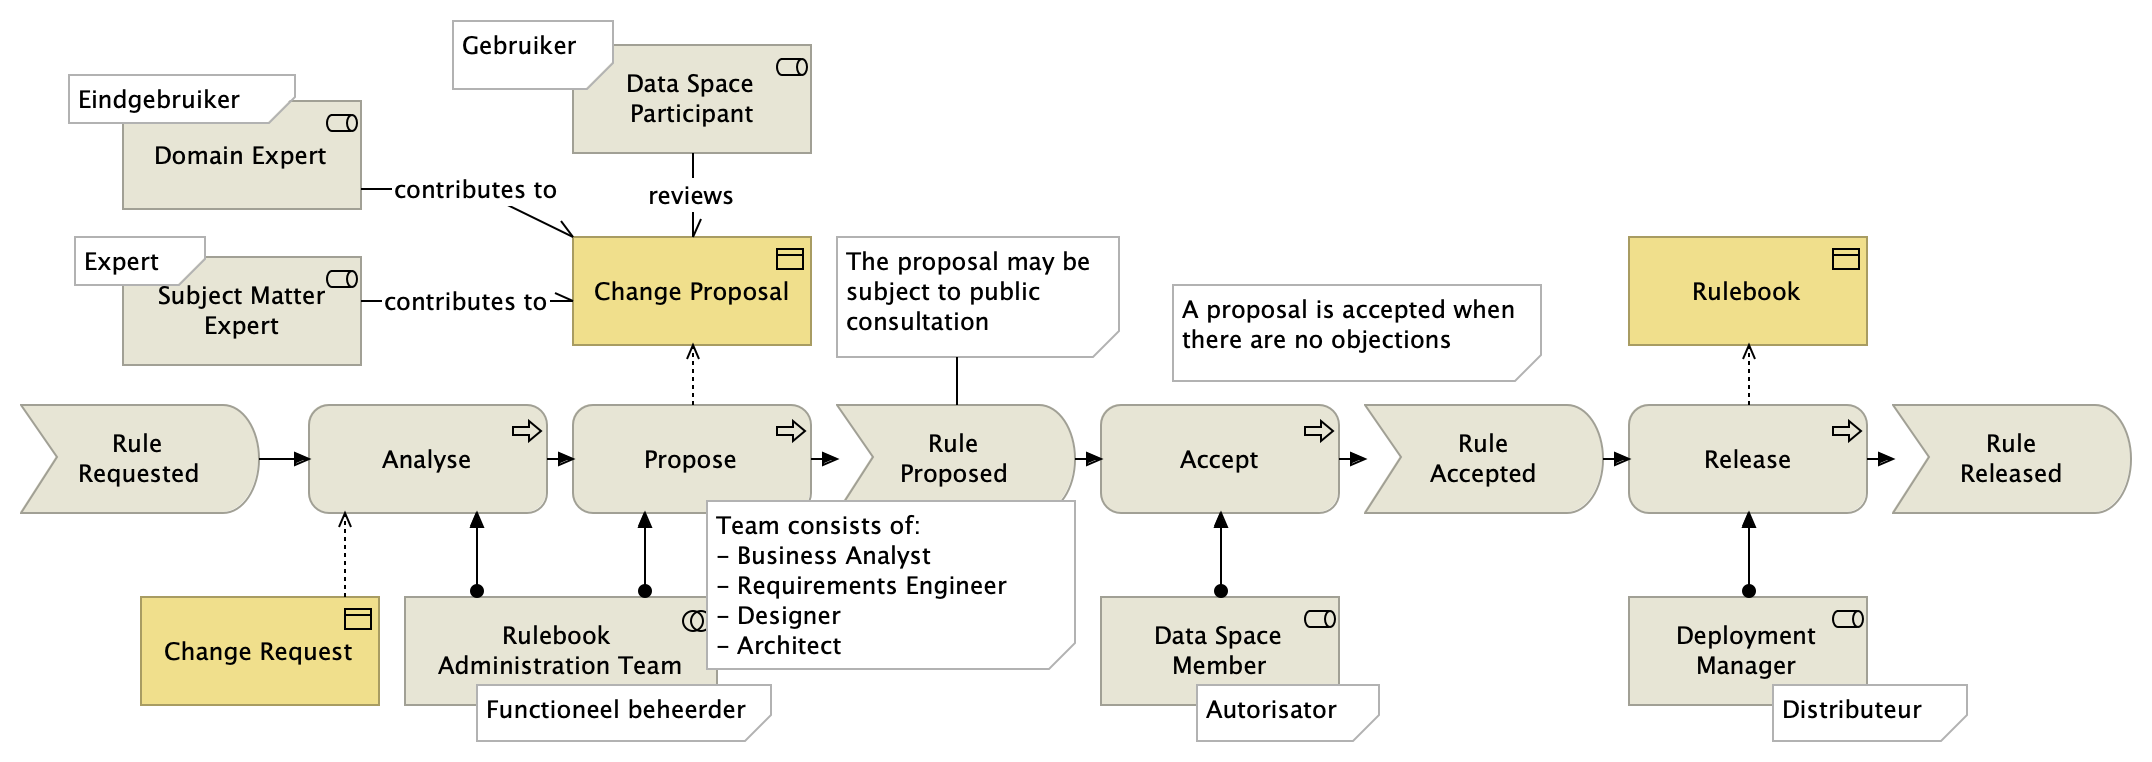 Gebruiker
Data Space
Participant
Eindgebruiker
Domain Expert
contributes to
reviews
Expert
Subject Matter
Expert
contributes to
Change Proposal
The proposal may be
subject to public
consultation
A proposal is accepted when
there are no objections
Rulebook
Rule
Requested
Analyse
Propose
Rule
Proposed
Accept
Rule
Accepted
Release
Rule
Released
Team consists of:
- Business Analyst
- Requirements Engineer
- Designer
- Architect
Change Request
Rulebook
Administration Team
Functioneel beheerder
Data Space
Member
Autorisator
Deployment
Manager
Distributeur